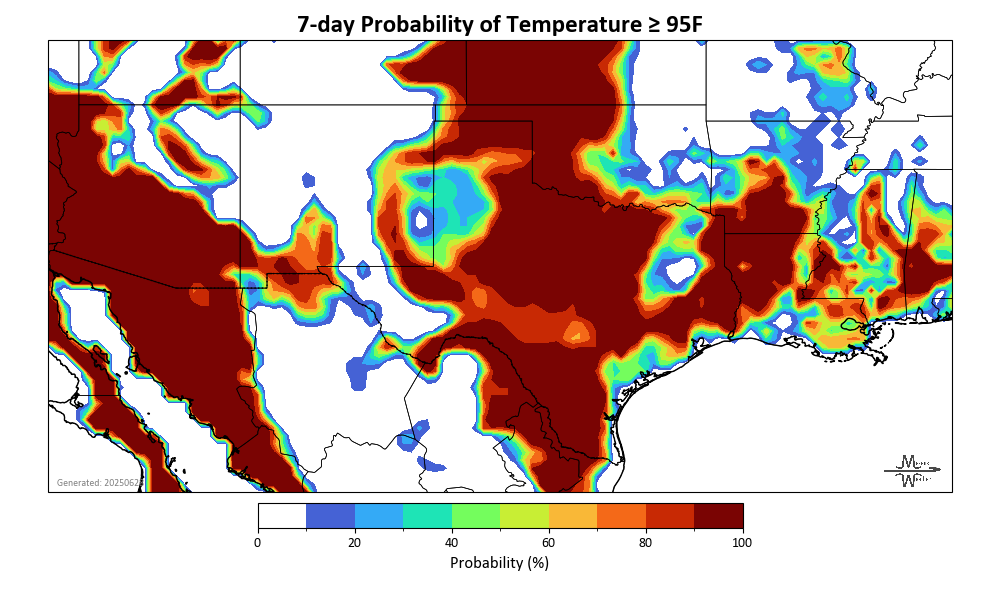 7-day Probability of Temperature ≥ 95F
Generated: 2025062
0 20 40 60 80 100
Probability (%)